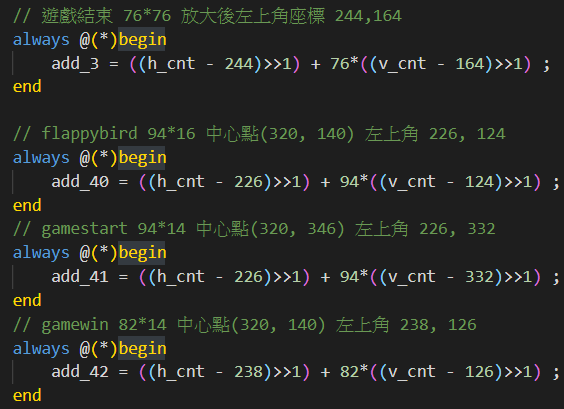 // 遊戲結束 76*76 放大後左上角座標 244,164
always @(*)begin
add_3 = ((h_cnt - 244)>>1) + 76*((v_cnt - 164)>>1) ;
end
// flappybird 94*16 中心點(320, 140) 左上角 226, 124
always @(*)begin
add_40 = ((h_cnt - 226)>>1) + 94*((v_cnt - 124)>>1) ;
end
// gamestart 94*14 中心點(320, 346) 左上角 226, 332
always @(*)begin
add_41 = ((h_cnt - 226)>>1) + 94*((v_cnt - 332)>>1) ;
end
// gamewin 82*14 中心點(320, 140) 左上角 238, 126
always @(*)begin
add_42 = ((h_cnt - 238)>>1) + 82*((v_cnt - 126)>>1) ;
end